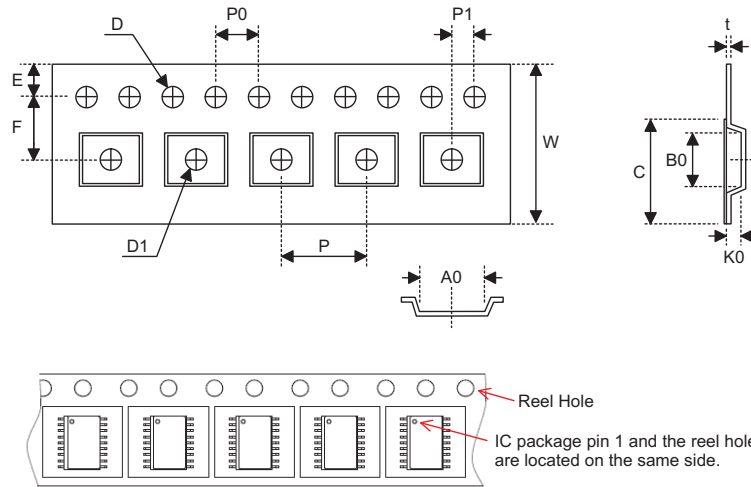 D
P0
P1
t
E
F
W
C
B0
D1
P
K0
A0
Reel Hole
IC package pin 1 and the reel hole
are located on the same side.